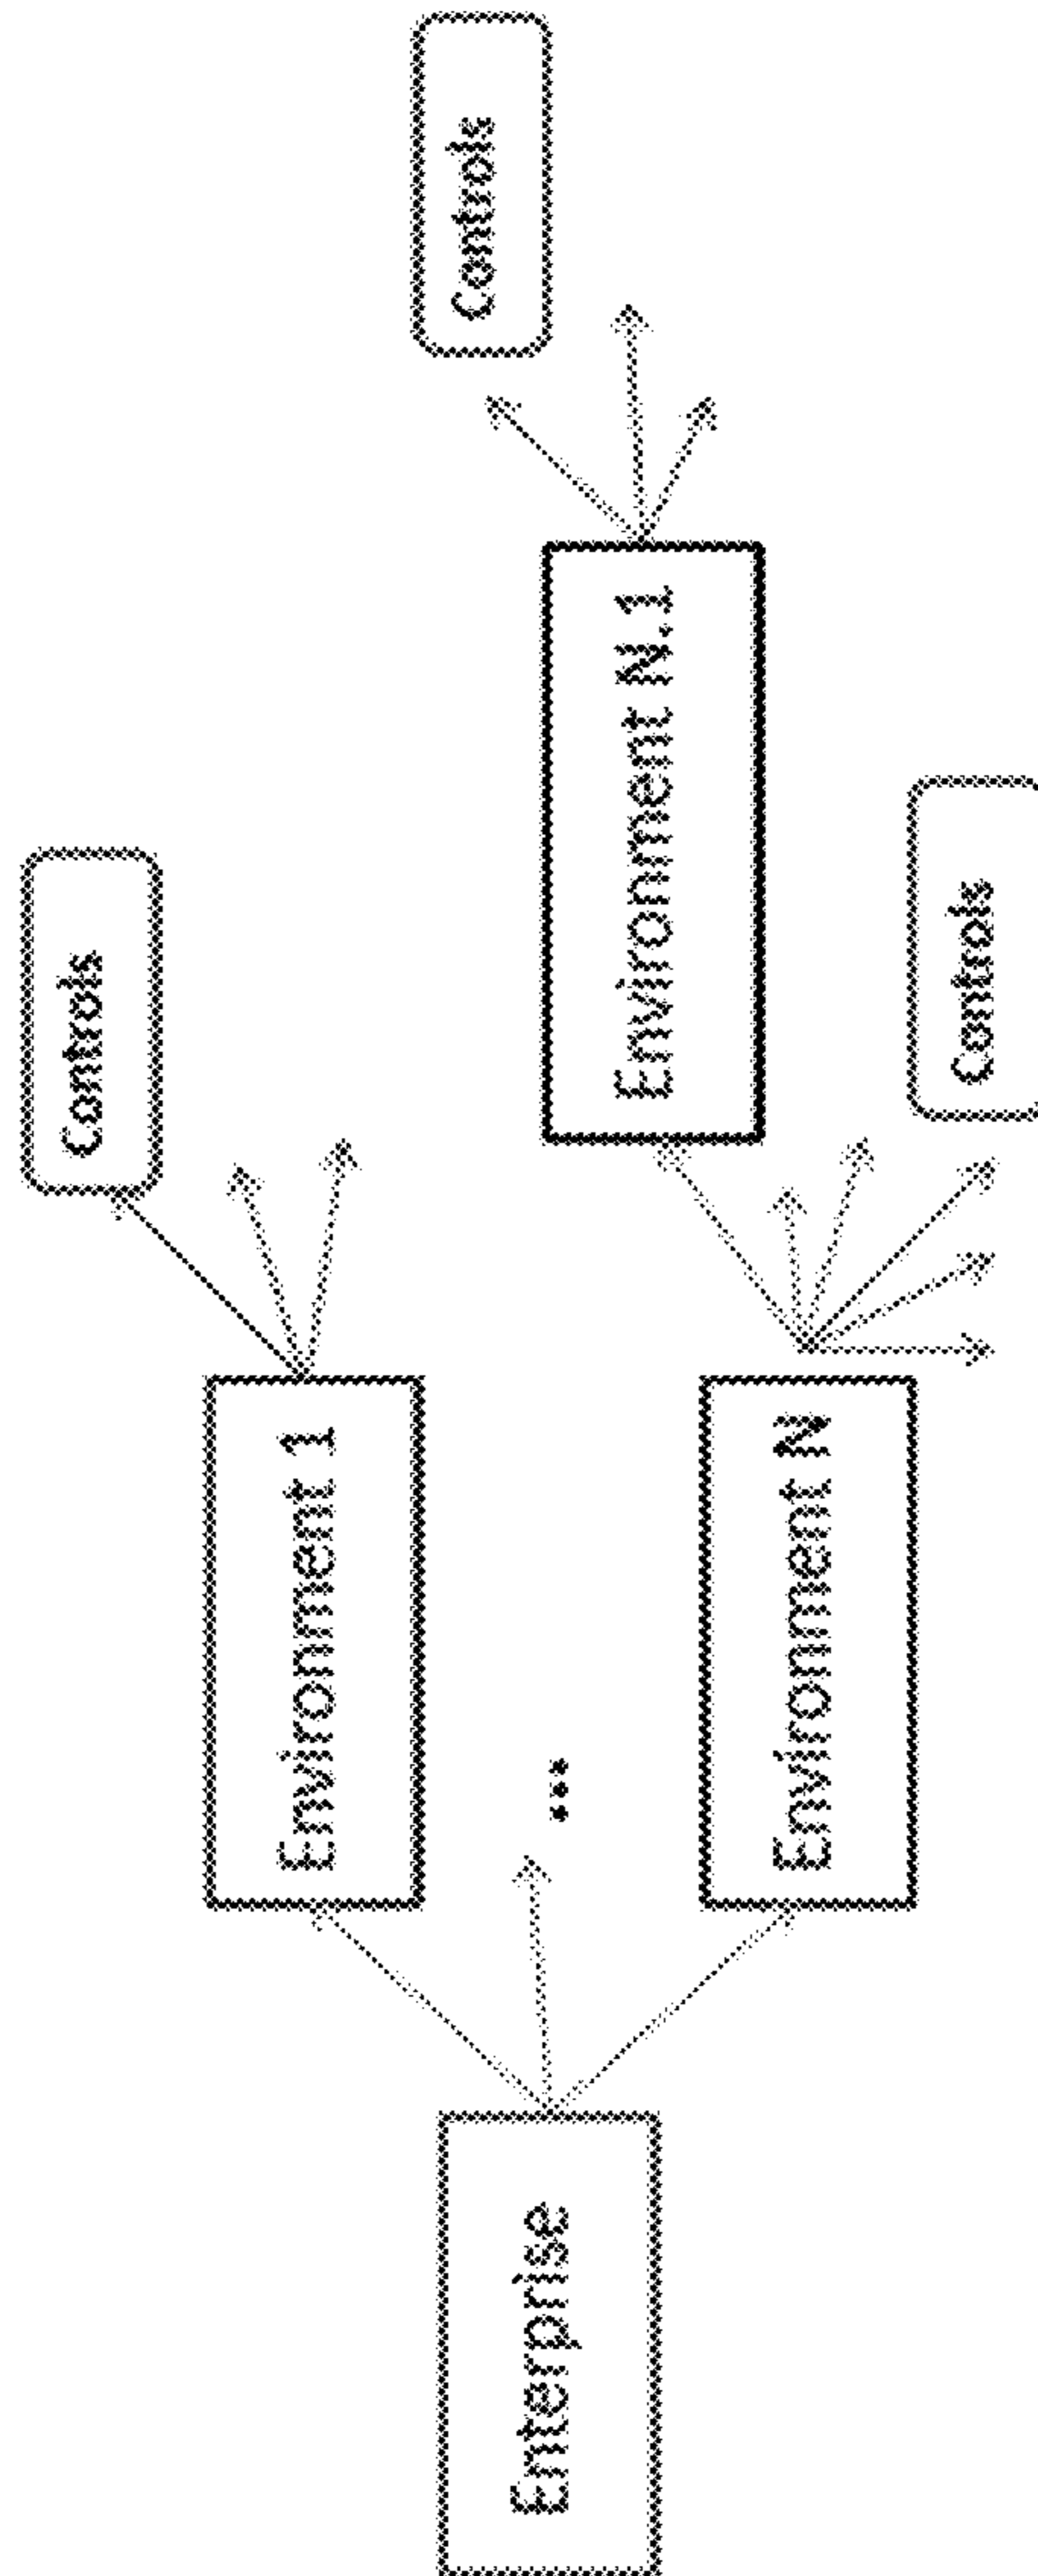 Enterprise
Environment 1
...
Environment N
Controls
Environment N.1
Controls
Controls